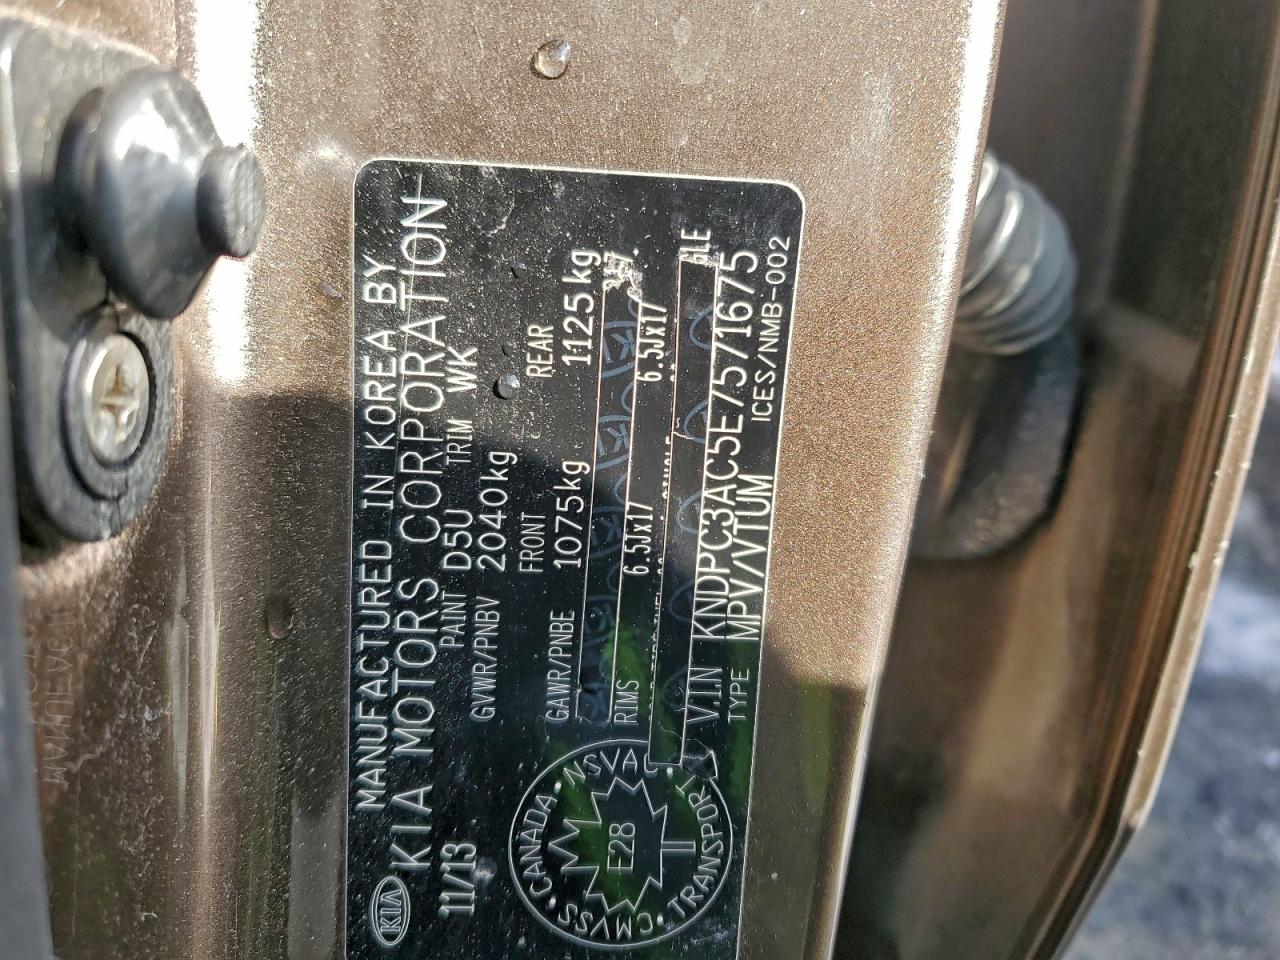 KIA
MANUFACTURED IN KOREA BY
KIA MOTORS CORPORATION
11/13 PAINT D5U TRIM WK
GVWR/PNBV 2040kg
FRONT REAR
GAWR/PNBE 1075kg 1125kg
RIMS 6.5Jx17 6.5Jx17
V.I.N KNDPC3AC5E7571675
TYPE MPV/VTUM ICES/NMB-002
CANADA
NSVAC
TRANSPORT
CMVSS
E28